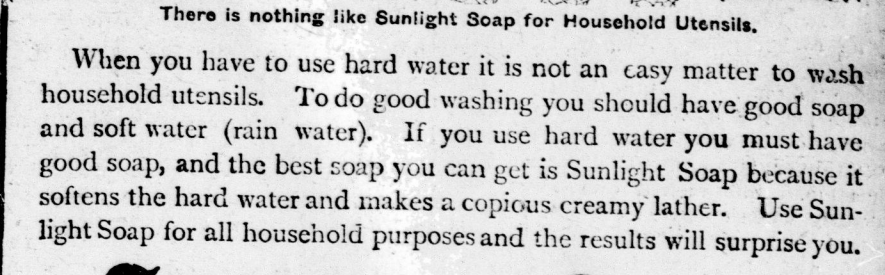 There is nothing like Sunlight Soap for Household Utensils.
When you have to use hard water it is not an easy matter to wash
household utensils. To do good washing you should have good soap
and soft water (rain water). If you use hard water you must have
good soap, and the best soap you can get is Sunlight Soap because it
softens the hard water and makes a copious creamy lather. Use Sun-
light Soap for all household purposes and the results will surprise you.